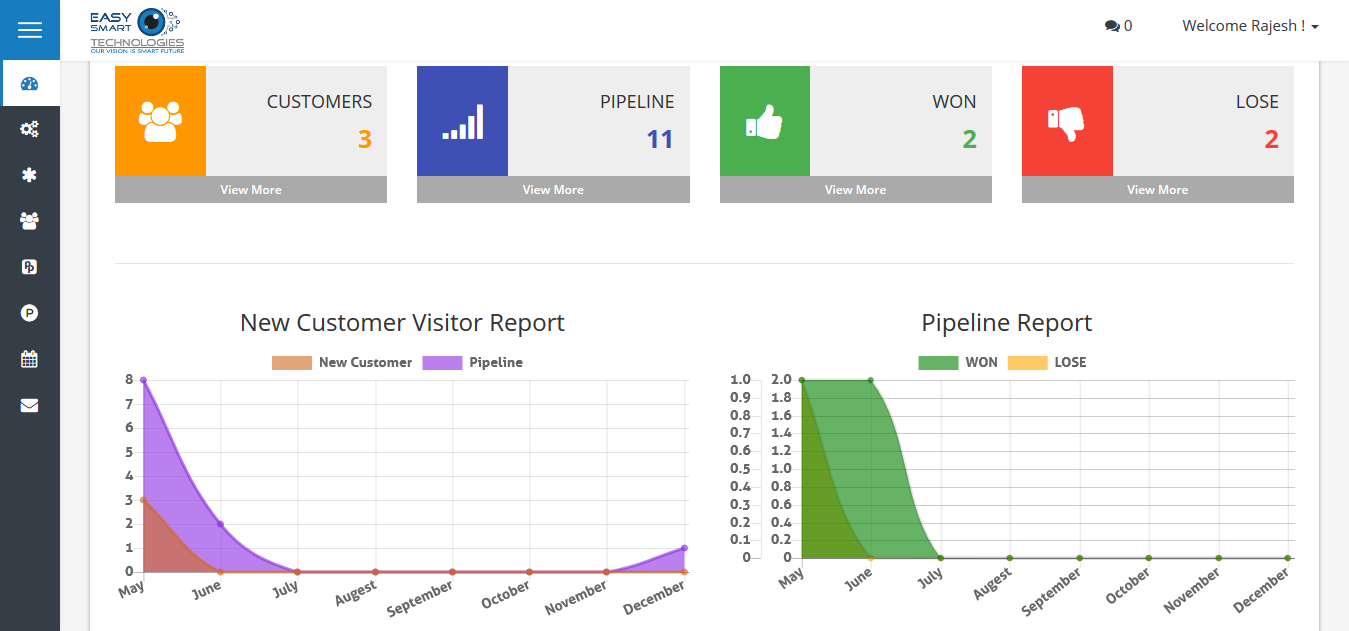 EASY
SMART
TECHNOLOGIES
OUR VISION IS SMART FUTURE
0
Welcome Rajesh !
CUSTOMERS
3
View More
PIPELINE
11
View More
WON
2
View More
LOSE
2
View More
P
New Customer Visitor Report
New Customer Pipeline
8
7
6
5
4
3
2
1
0
May June July Augest September October November December
Pipeline Report
WON LOSE
1.0 2.0
0.9 1.8
0.8 1.6
0.7 1.4
0.6 1.2
0.5 1.0
0.4 0.8
0.3 0.6
0.2 0.4
0.1 0.2
0 0
May June July Augest September October November December